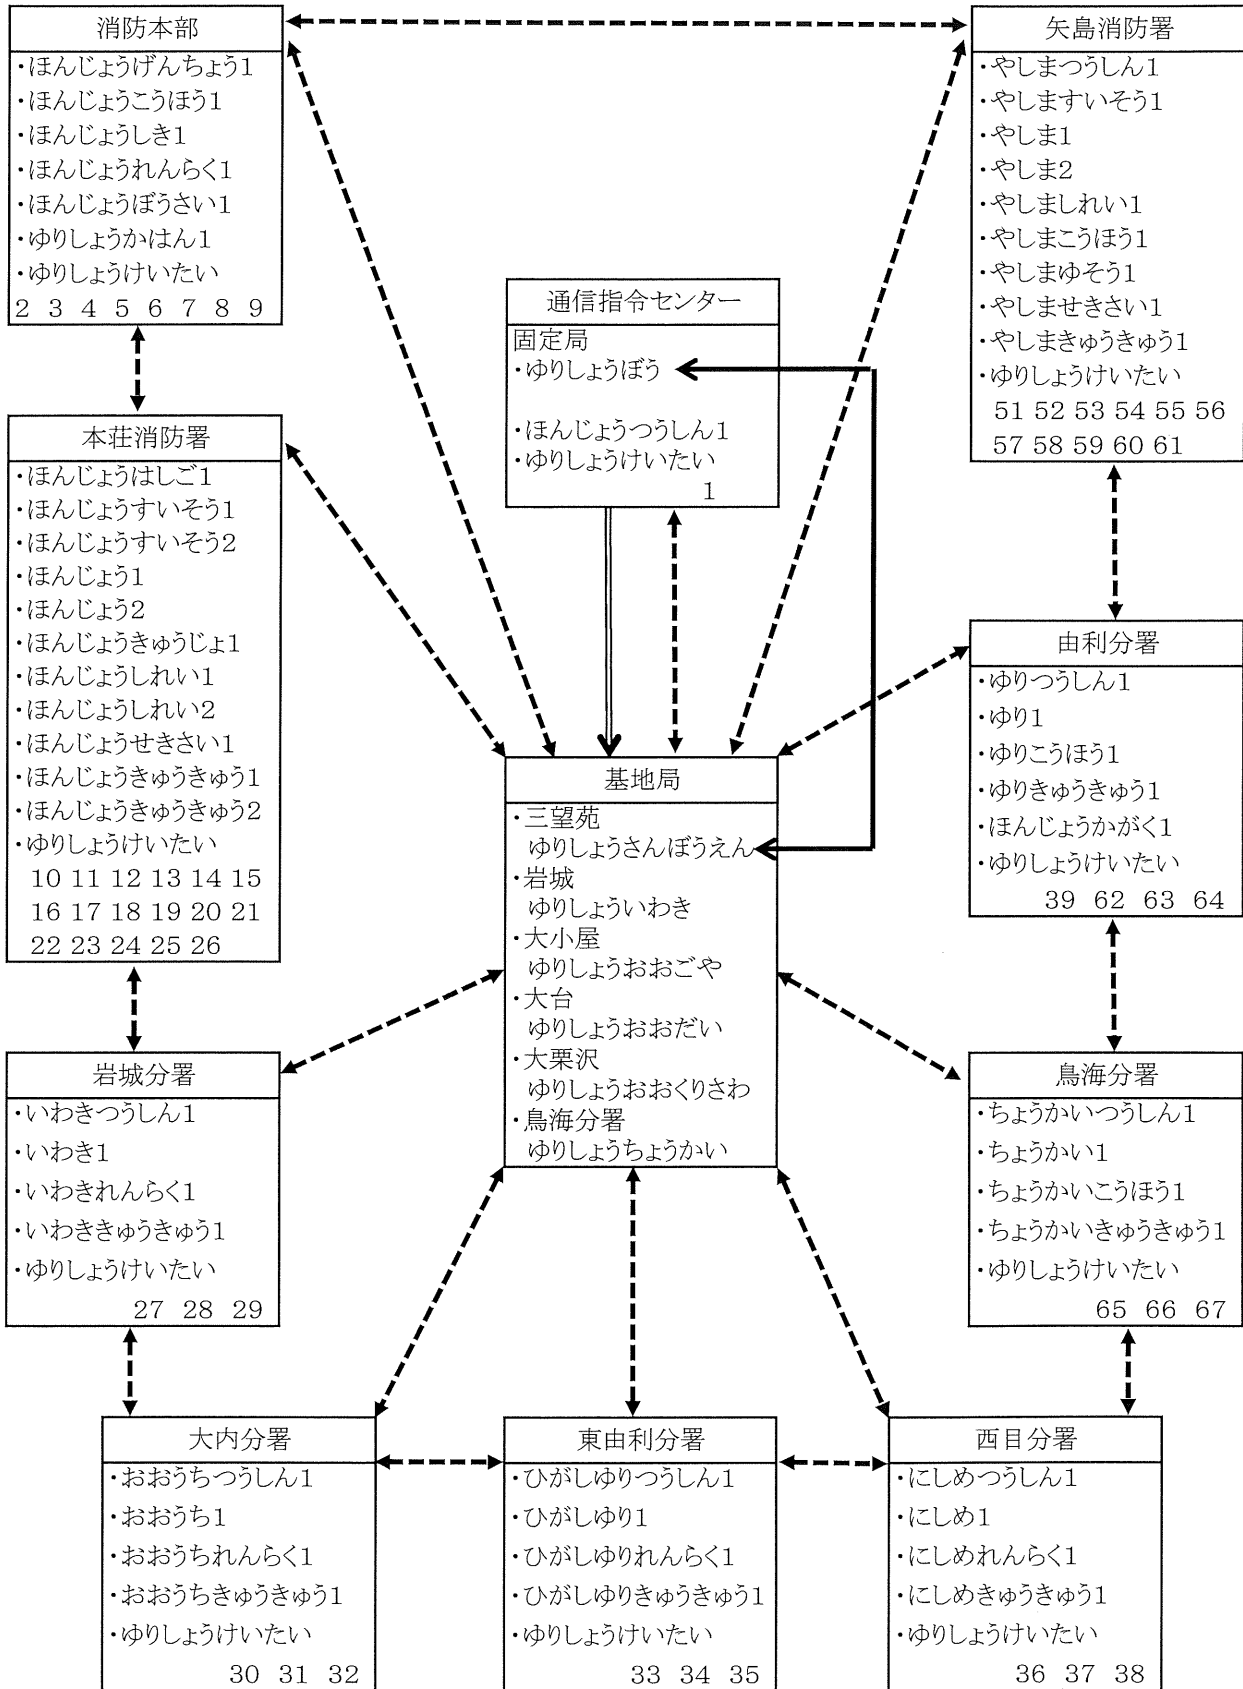 消防本部
・ほんじょうげんちょう1
・ほんじょうこうほう1
・ほんじょうしき1
・ほんじょうれんらく1
・ほんじょうぼうさい1
・ゆりしょうかはん1
・ゆりしょうけいたい
2 3 4 5 6 7 8 9
矢島消防署
・やしまつうしん1
・やしますいそう1
・やしま1
・やしま2
・やしましれい1
・やしまこうほう1
・やしまゆそう1
・やしませきさい1
・やしまきゅうきゅう1
・ゆりしょうけいたい
51 52 53 54 55 56
57 58 59 60 61
通信指令センター
固定局
・ゆりしょうぼう
・ほんじょうつうしん1
・ゆりしょうけいたい
1
本荘消防署
・ほんじょうはしご1
・ほんじょうすいそう1
・ほんじょうすいそう2
・ほんじょう1
・ほんじょう2
・ほんじょうきゅうじょ1
・ほんじょうしれい1
・ほんじょうしれい2
・ほんじょうせきさい1
・ほんじょうきゅうきゅう1
・ほんじょうきゅうきゅう2
・ゆりしょうけいたい
10 11 12 13 14 15
16 17 18 19 20 21
22 23 24 25 26
由利分署
・ゆりつうしん1
・ゆり1
・ゆりこうほう1
・ゆりきゅうきゅう1
・ほんじょうかがく1
・ゆりしょうけいたい
39 62 63 64
基地局
・三望苑
ゆりしょうさんぼうえん
・岩城
ゆりしょういわき
・大小屋
ゆりしょうおおごや
・大台
ゆりしょうおおだい
・大栗沢
ゆりしょうおおくりさわ
・鳥海分署
ゆりしょうちょうかい
岩城分署
・いわきつうしん1
・いわき1
・いわきれんらく1
・いわききゅうきゅう1
・ゆりしょうけいたい
27 28 29
鳥海分署
・ちょうかいつうしん1
・ちょうかい1
・ちょうかいこうほう1
・ちょうかいきゅうきゅう1
・ゆりしょうけいたい
65 66 67
大内分署
・おおうちつうしん1
・おおうち1
・おおうちれんらく1
・おおうちきゅうきゅう1
・ゆりしょうけいたい
30 31 32
東由利分署
・ひがしゆりつうしん1
・ひがしゆり1
・ひがしゆりれんらく1
・ひがしゆりきゅうきゅう1
・ゆりしょうけいたい
33 34 35
西目分署
・にしめつうしん1
・にしめ1
・にしめれんらく1
・にしめきゅうきゅう1
・ゆりしょうけいたい
36 37 38